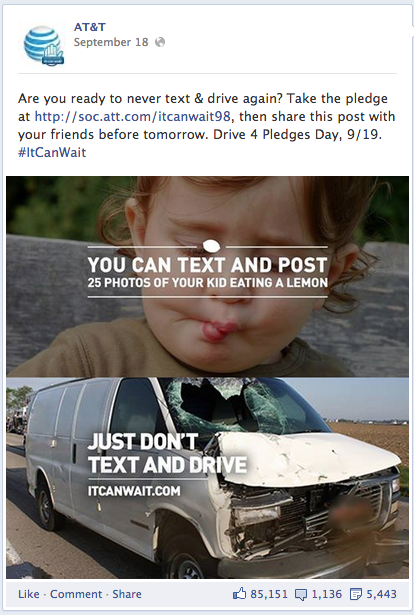 AT&T
September 18
Are you ready to never text & drive again? Take the pledge
at http://soc.att.com/itcanwait98, then share this post with
your friends before tomorrow. Drive 4 Pledges Day, 9/19.
#ItCanWait
YOU CAN TEXT AND POST
25 PHOTOS OF YOUR KID EATING A LEMON
JUST DON'T
TEXT AND DRIVE
ITCANWAIT.COM
Like · Comment · Share 85,151 1,136 5,443